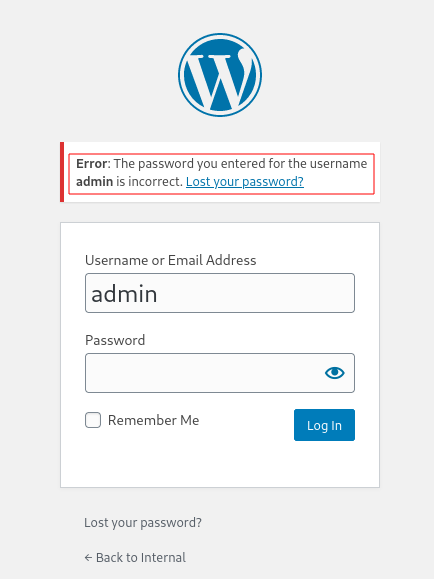 Error: The password you entered for the username
admin is incorrect. Lost your password?
Username or Email Address
admin
Password
Remember Me
Log In
Lost your password?
← Back to Internal